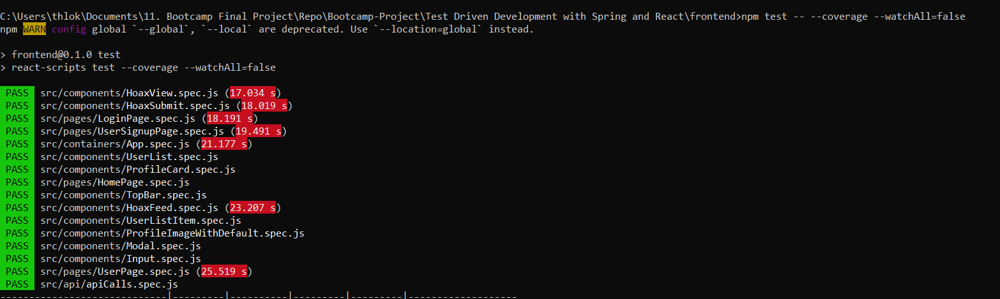 C:\Users\thlok\Documents\11. Bootcamp Final Project\Repo\Bootcamp-Project\Test Driven Development with Spring and React\frontend>npm test -- --coverage --watchAll=false
npm WARN config global `--global`, `--local` are deprecated. Use `--location=global` instead.
> frontend@0.1.0 test
> react-scripts test --coverage --watchAll=false
PASS src/components/HoaxView.spec.js (17.034 s)
PASS src/components/HoaxSubmit.spec.js (18.019 s)
PASS src/pages/LoginPage.spec.js (18.191 s)
PASS src/pages/UserSignupPage.spec.js (19.491 s)
PASS src/containers/App.spec.js (21.177 s)
PASS src/components/UserList.spec.js
PASS src/components/ProfileCard.spec.js
PASS src/pages/HomePage.spec.js
PASS src/components/TopBar.spec.js
PASS src/components/HoaxFeed.spec.js (23.207 s)
PASS src/components/UserListItem.spec.js
PASS src/components/ProfileImageWithDefault.spec.js
PASS src/components/Modal.spec.js
PASS src/components/Input.spec.js
PASS src/pages/UserPage.spec.js (25.519 s)
PASS src/api/apiCalls.spec.js
-----------------------------|---------|----------|---------|---------|-------------------